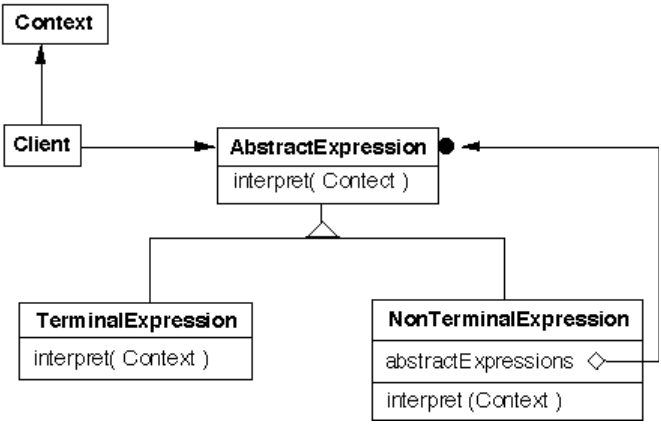 Context
Client
AbstractExpression
interpret( Contect )
TerminalExpression
interpret( Context )
NonTerminalExpression
abstractExpressions
interpret (Context )